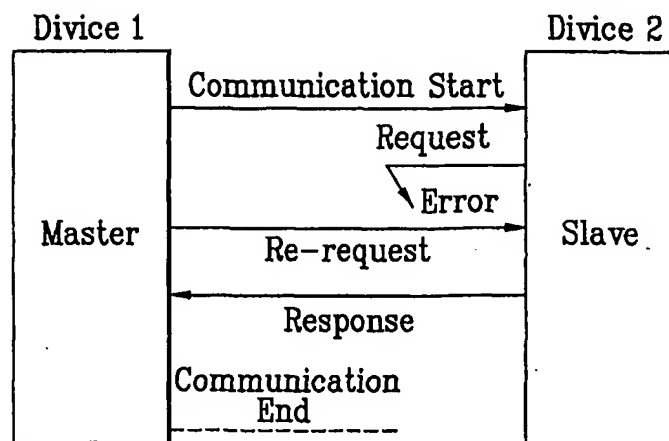 Divice 1
Divice 2
Communication Start
Request
Error
Master
Re-request
Slave
Response
Communication
End